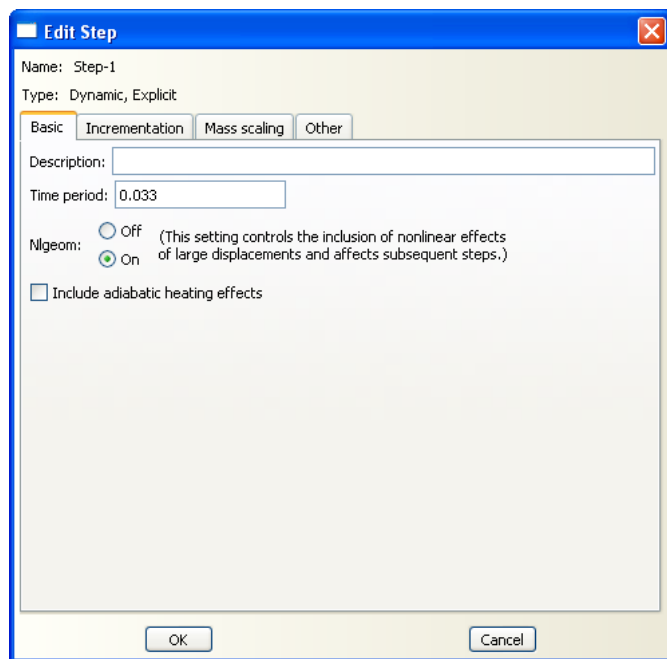 Edit Step
Name: Step-1
Type: Dynamic, Explicit
Basic Incrementation Mass scaling Other
Description:
Time period: 0.033
Nlgeom:
Off
On
(This setting controls the inclusion of nonlinear effects
of large displacements and affects subsequent steps.)
Include adiabatic heating effects
OK Cancel